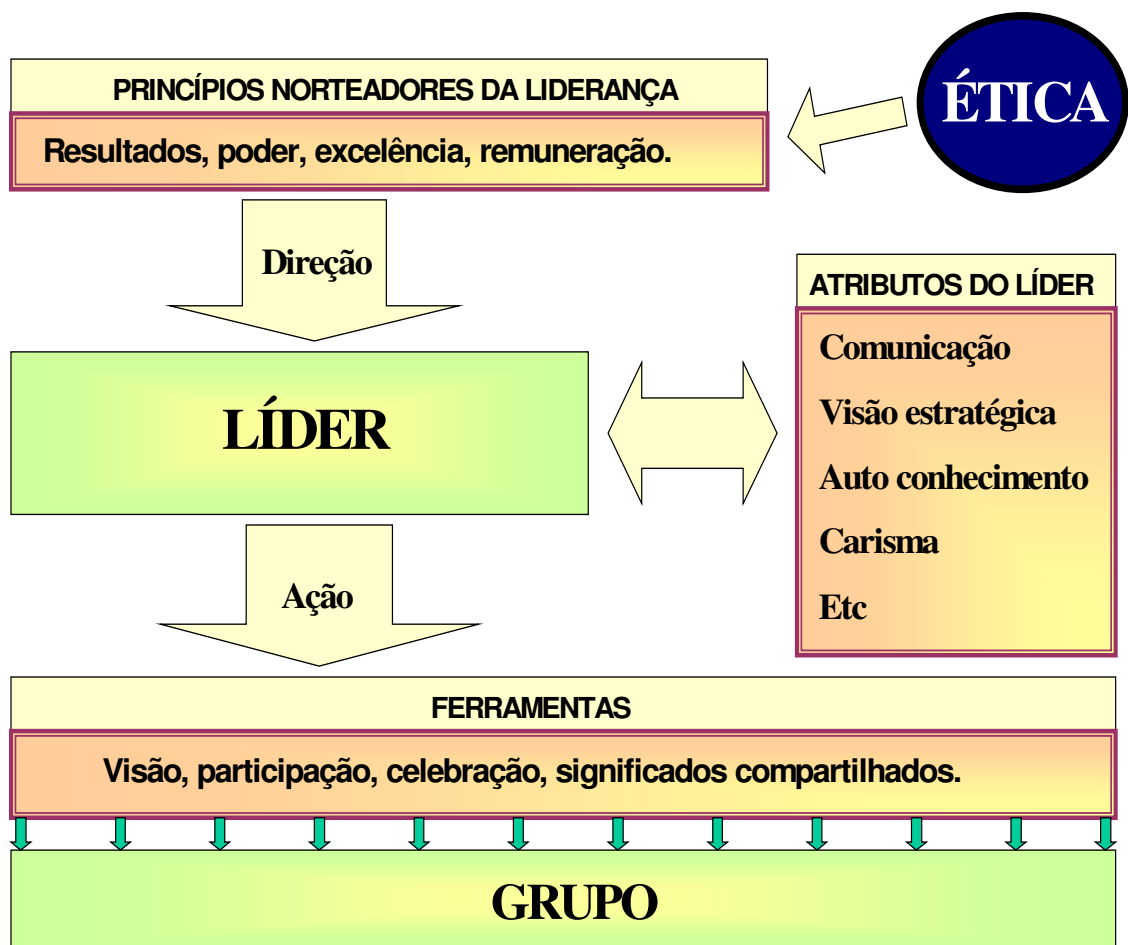 ÉTICA
PRINCÍPIOS NORTEADORES DA LIDERANÇA
Resultados, poder, excelência, remuneração.
Direção
LÍDER
ATRIBUTOS DO LÍDER
Comunicação
Visão estratégica
Auto conhecimento
Carisma
Etc
Ação
FERRAMENTAS
Visão, participação, celebração, significados compartilhados.
GRUPO